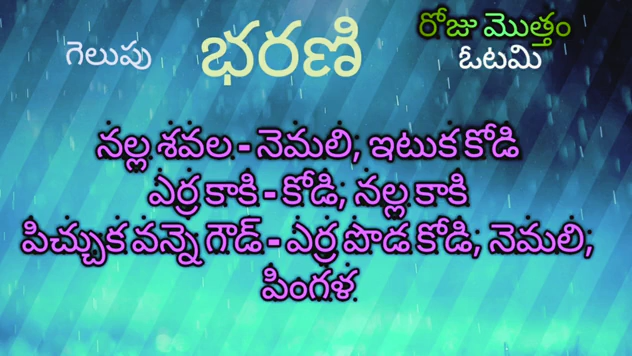 రోజు మొత్తం
గెలుపు
భరణి
ఓటమి
నల్ల శవల - నెమలి, ఇటుక కోడి
ఎర్ర కాకి - కోడి, నల్ల కాకి
పిచ్చుక వన్నె గౌడ్ - ఎర్ర పొడ కోడి, నెమలి,
పింగళ